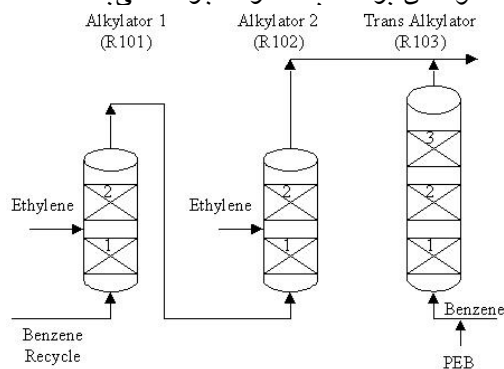 Alkylator 1
(R101)
Alkylator 2
(R102)
Trans Alkylator
(R103)
3
2
2
2
Ethylene
Ethylene
1
1
1
Benzene
Recycle
Benzene
PEB